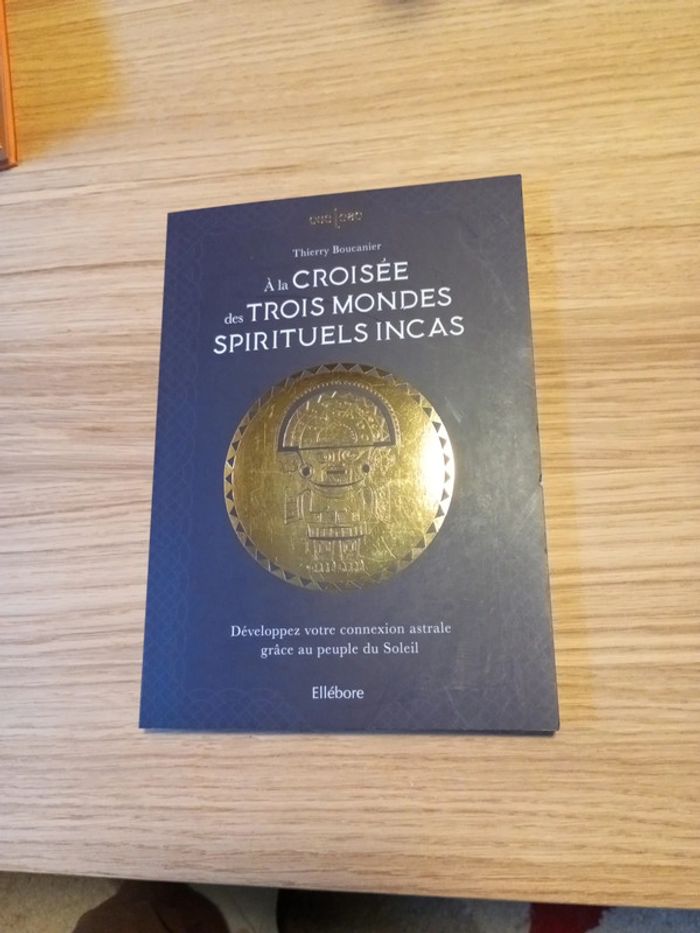 Thierry Boucanier
À la CROISÉE
des TROIS MONDES
SPIRITUELS INCAS
Développez votre connexion astrale
grâce au peuple du Soleil
Ellébore